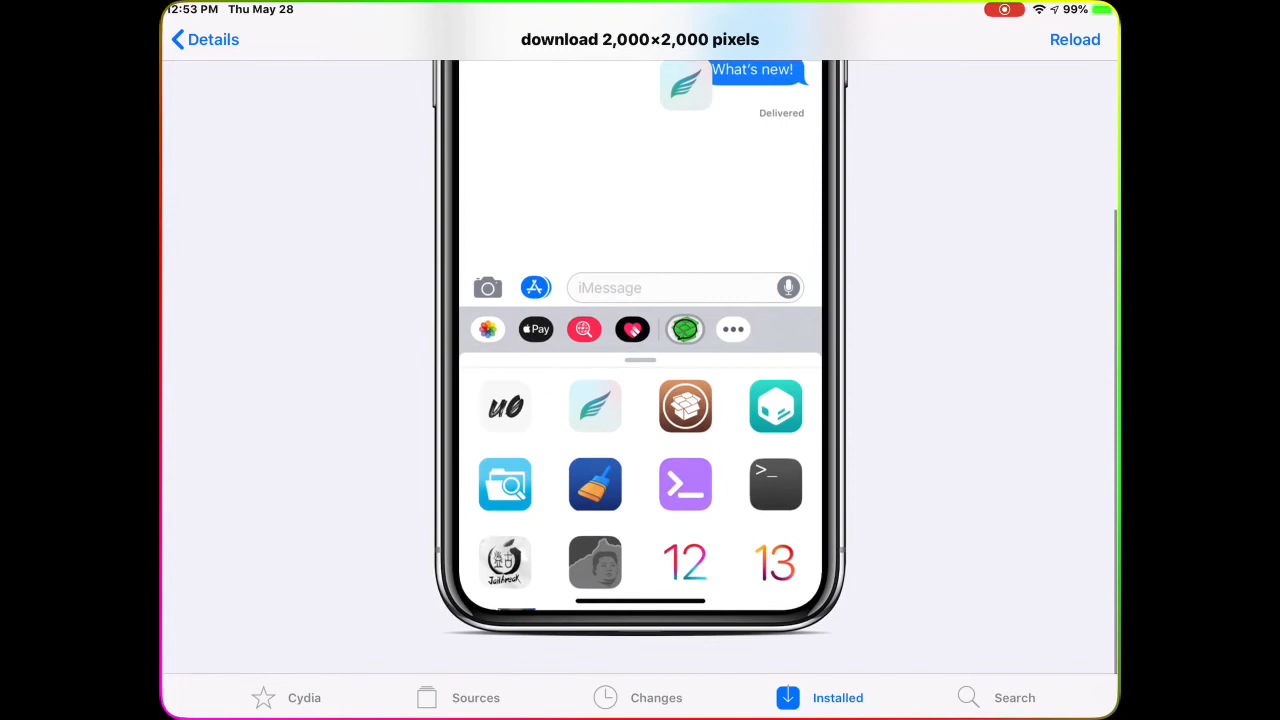 12:53 PM Thu May 28
99%
Details
download 2,000×2,000 pixels
Reload
What's new!
Delivered
iMessage
Pay
u0
>_
Jailbreak
12
13
Cydia
Sources
Changes
Installed
Search